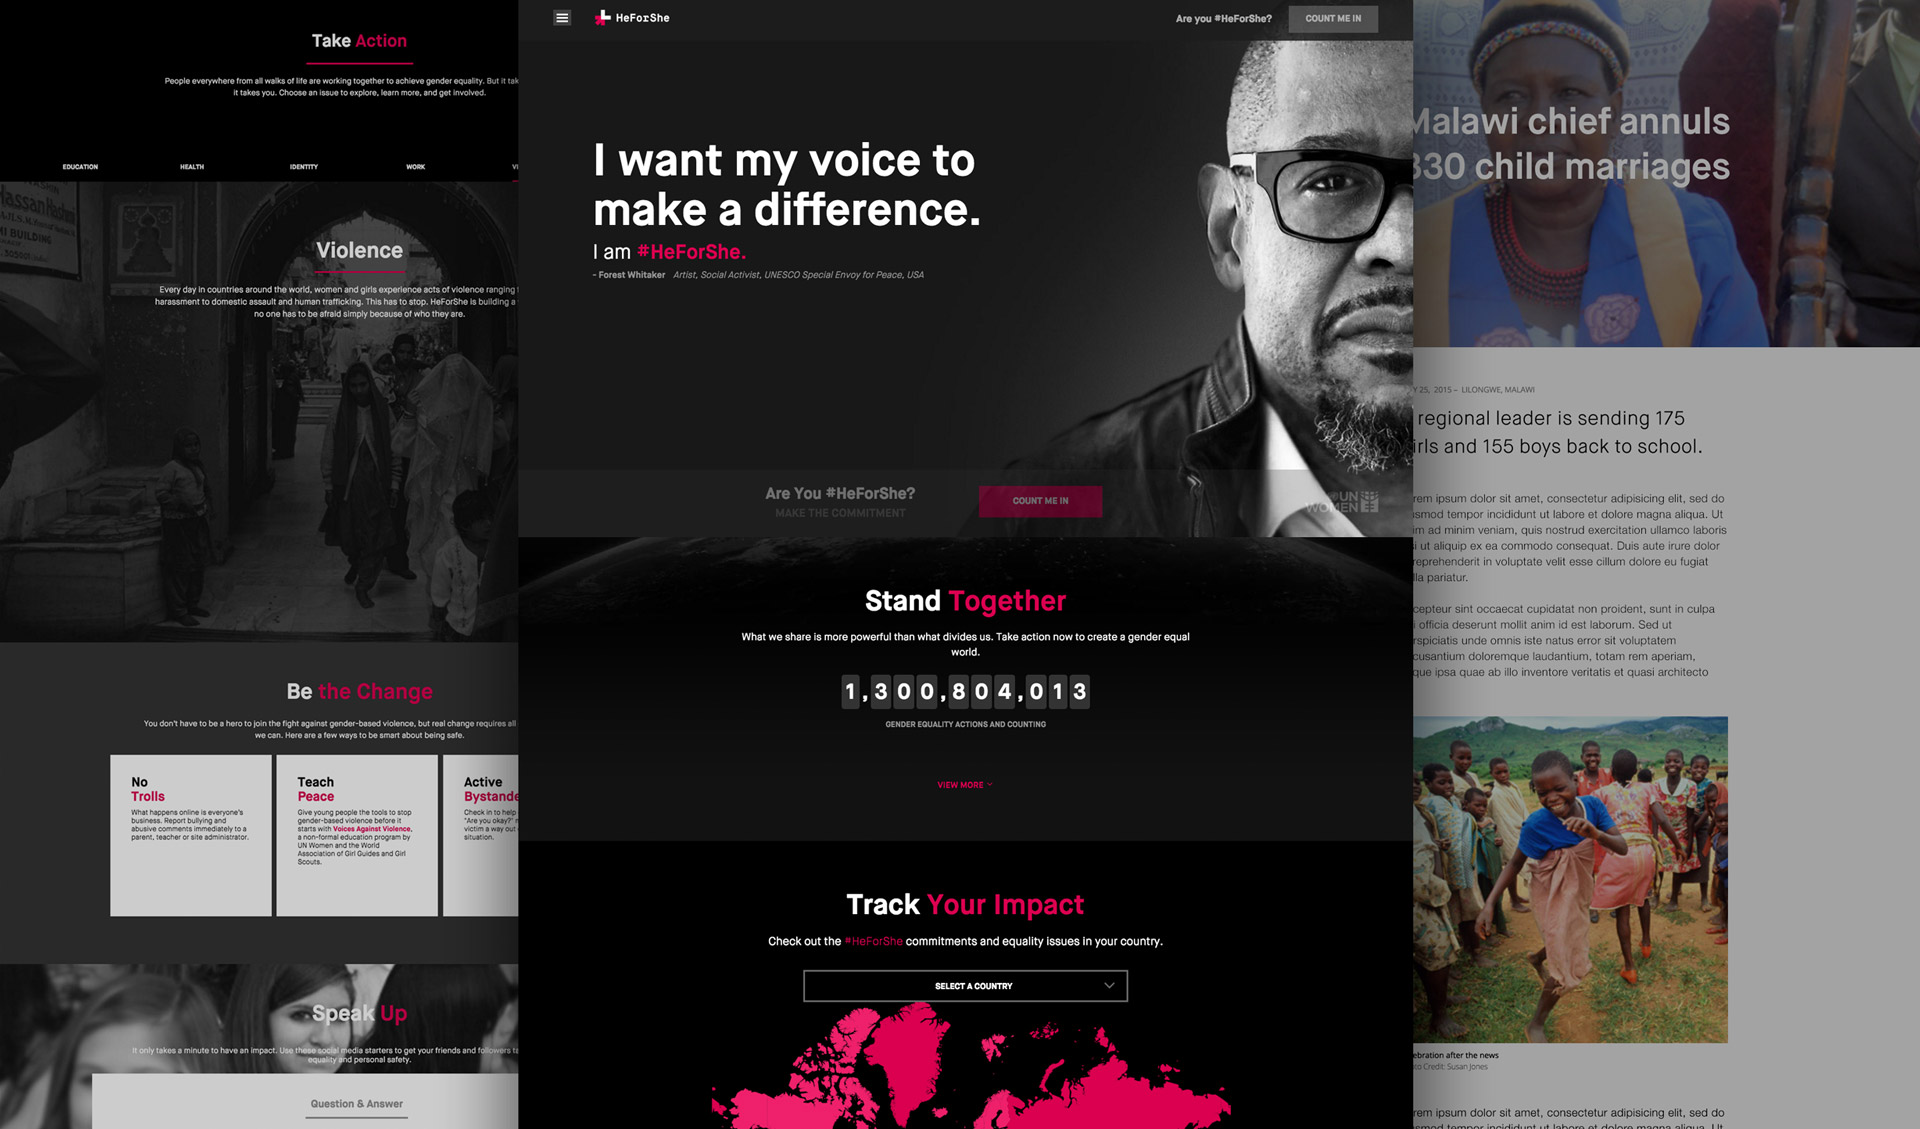 Take Action
People everywhere from all walks of life are working together to achieve gender equality. But it
it takes you. Choose an issue to explore, learn more, and get involved.
EDUCATION
HEALTH
IDENTITY
WORK
MI BUILDING
Violence
Every day in countries around the world, women and girls experience acts of violence ranging
harassment to domestic assault and human trafficking. This has to stop. HeForShe is building a
no one has to be afraid simply because of who they are.
Be the Change
You don't have to be a hero to join the fight against gender-based violence, but real change requires all
we can. Here are a few ways to be smart about being safe.
No
Trolls
What happens online is everyone's
business. Report bullying and
abusive comments immediately to a
parent, teacher or site administrator.
Teach
Peace
Give young people the tools to stop
gender-based violence before it
starts with Voices Against Violence,
a non-formal education program by
UN Women and the World
Association of Girl Guides and Girl
Scouts.
Active
Bystande
Check in to help
"Are you okay?"
victim a way out
situation.
Speak Up
It only takes a minute to have an impact. Use these social media starters to get your friends and followers
equality and personal safety.
Question & Answer
HeForShe
Are you #HeForShe?
COUNT ME IN
I want my voice to
make a difference.
I am #HeForShe.
- Forest Whitaker Artist, Social Activist, UNESCO Special Envoy for Peace, USA
Are You #HeForShe?
MAKE THE COMMITMENT
COUNT ME IN
UN
WOMEN
Stand Together
What we share is more powerful than what divides us. Take action now to create a gender equal
world.
1,300,804,013
GENDER EQUALITY ACTIONS AND COUNTING
VIEW MORE
Track Your Impact
Check out the #HeForShe commitments and equality issues in your country.
SELECT A COUNTRY
Malawi chief annuls
330 child marriages
Y 25, 2015 – LILONGWE, MALAWI
regional leader is sending 175
irls and 155 boys back to school.
rem ipsum dolor sit amet, consectetur adipisicing elit, sed do
usmod tempor incididunt ut labore et dolore magna aliqua. Ut
im ad minim veniam, quis nostrud exercitation ullamco laboris
si ut aliquip ex ea commodo consequat. Duis aute irure dolor
reprehenderit in voluptate velit esse cillum dolore eu fugiat
lla pariatur.
cepteur sint occaecat cupidatat non proident, sunt in culpa
i officia deserunt mollit anim id est laborum. Sed ut
rspiciatis unde omnis iste natus error sit voluptatem
cusantium doloremque laudantium, totam rem aperiam,
que ipsa quae ab illo inventore veritatis et quasi architecto
ebration after the news
oto Credit: Susan Jones
rem ipsum dolor sit amet, consectetur adipisicing elit, sed do
usmod tempor incididunt ut labore et dolore magna aliqua. Ut